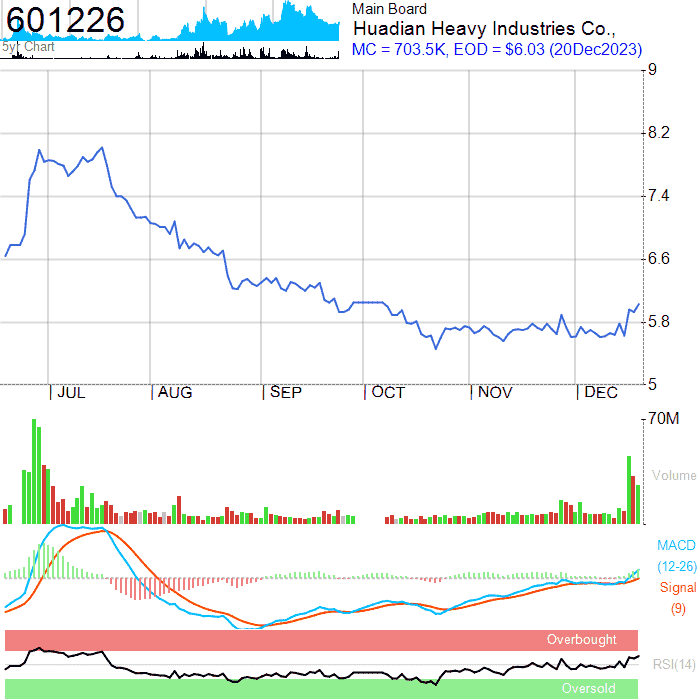 601226
5yr Chart
Main Board
Huadian Heavy Industries Co.,
MC = 703.5K, EOD = $6.03 (20Dec2023)
9
8.2
7.4
6.6
5.8
5
JUL AUG SEP OCT NOV DEC
70M
Volume
MACD
(12-26)
Signal
(9)
Overbought
RSI(14)
Oversold